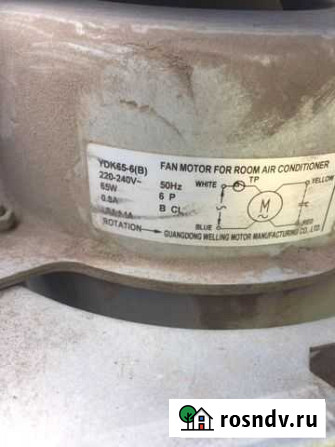 YDK65-6(B) FAN MOTOR FOR ROOM AIR CONDITIONER
220-240V~ 50Hz
65W 6 P
0.8A B CL
ROTATION
WHITE TP YELLOW
M
BLUE RED
GUANGDONG WELLING MOTOR MANUFACTURING CO., LTD.
rosndv.ru